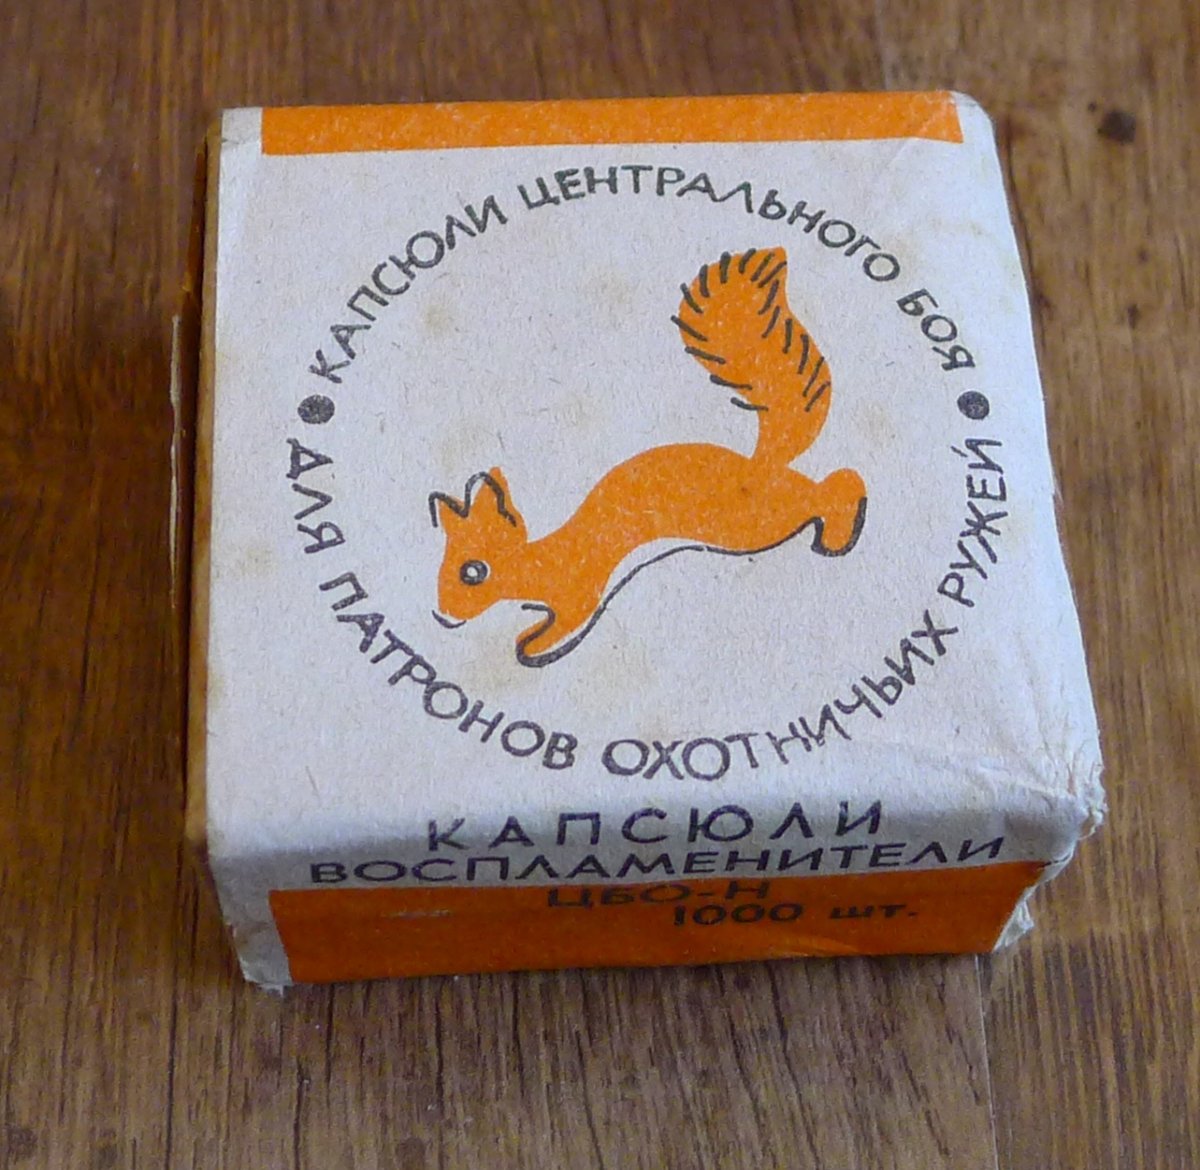 КАПСЮЛИ ЦЕНТРАЛЬНОГО БОЯ
ДЛЯ ПАТРОНОВ ОХОТНИЧЬИХ РУЖЕЙ
КАПСЮЛИ
ВОСПЛАМЕНИТЕЛИ
ЦБО-Н
1000 шт.